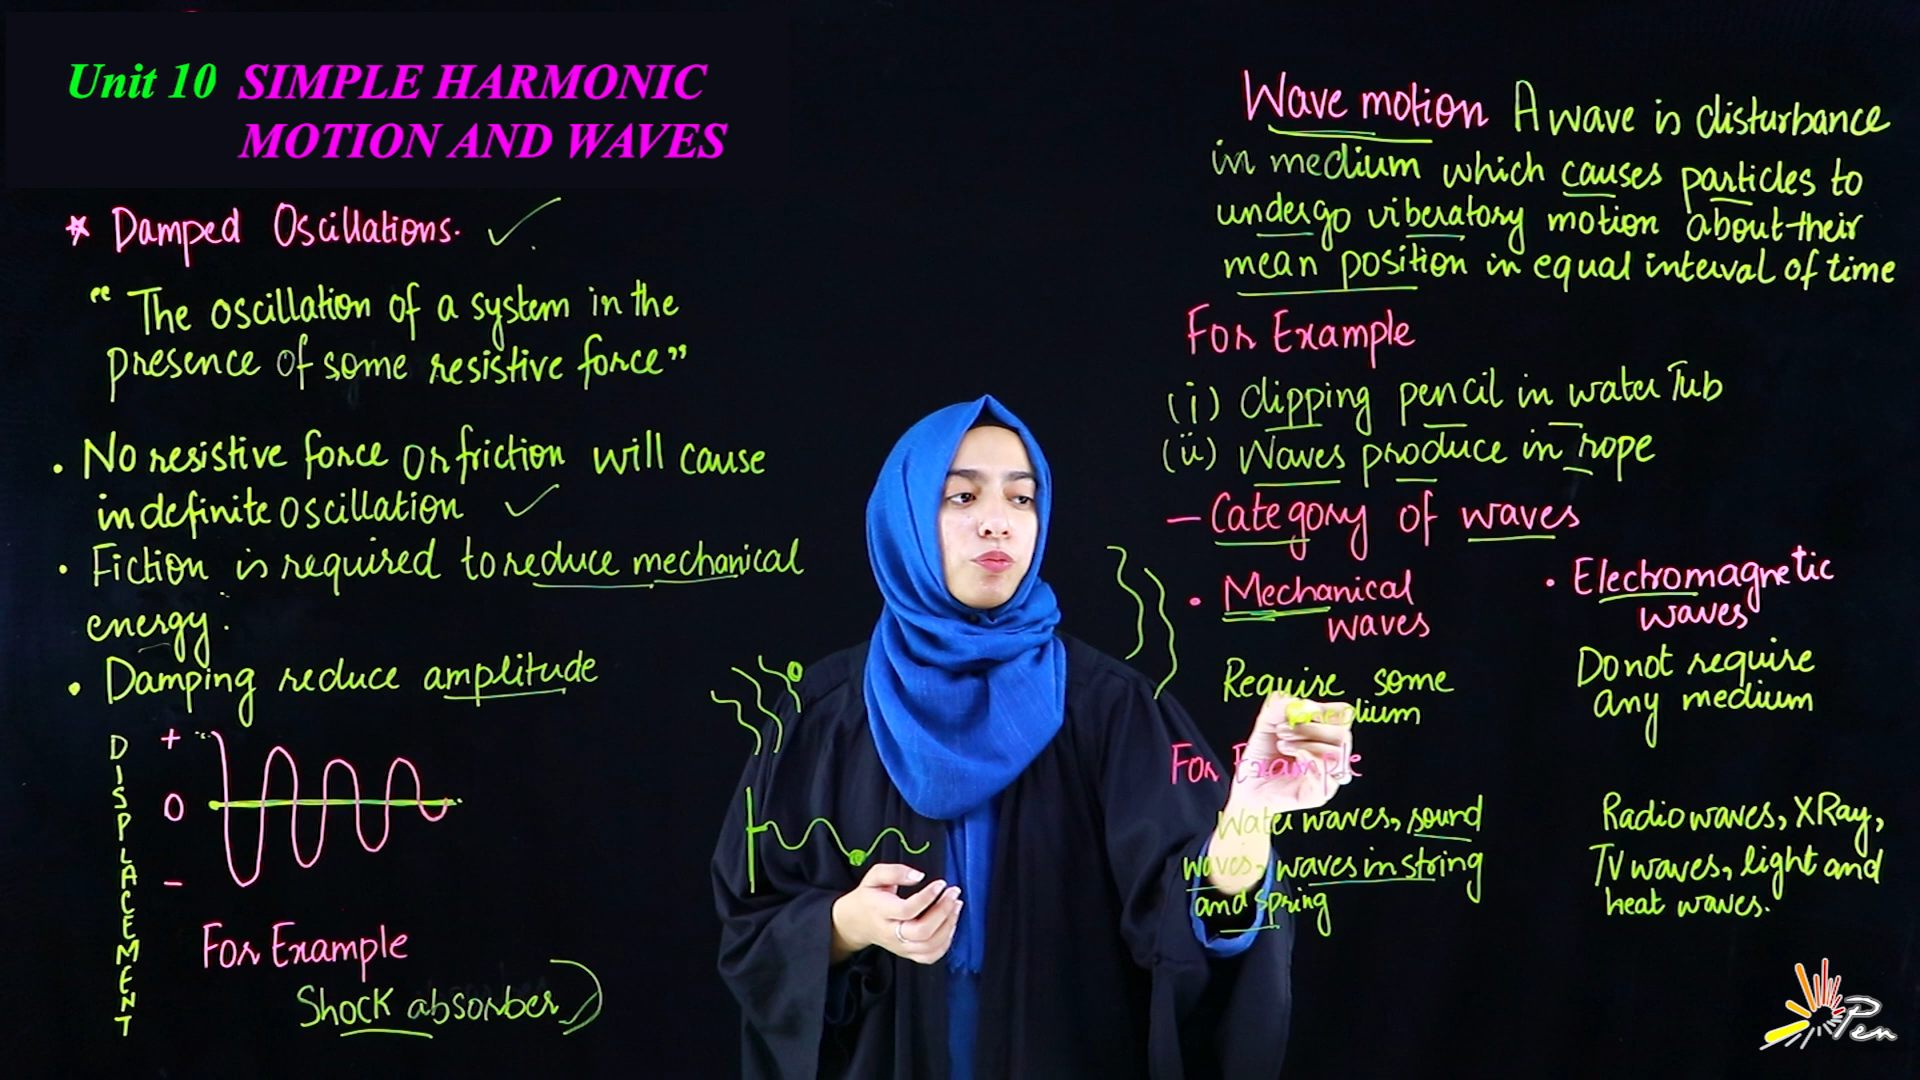 Unit 10 SIMPLE HARMONIC
MOTION AND WAVES
* Damped Oscillations.
"The oscillation of a system in the
presence of some resistive force"
. No resistive force or friction will cause
indefinite oscillation
. Fiction is required to reduce mechanical
energy.
. Damping reduce amplitude
DISPLACEMENT
+
0
-
For Example
Shock absorber
Wave motion A wave is disturbance
in medium which causes particles to
undergo viberatory motion about their
mean position in equal interval of time
For Example
(i) dipping pencil in water Tub
(ii) Waves produce in rope
- Category of waves
. Mechanical
waves
Require some
medium
For Example
Water waves, sound
waves, waves in string
and spring
. Electromagnetic
waves
Do not require
any medium
Radio waves, X Ray,
TV waves, light and
heat waves.
Pen